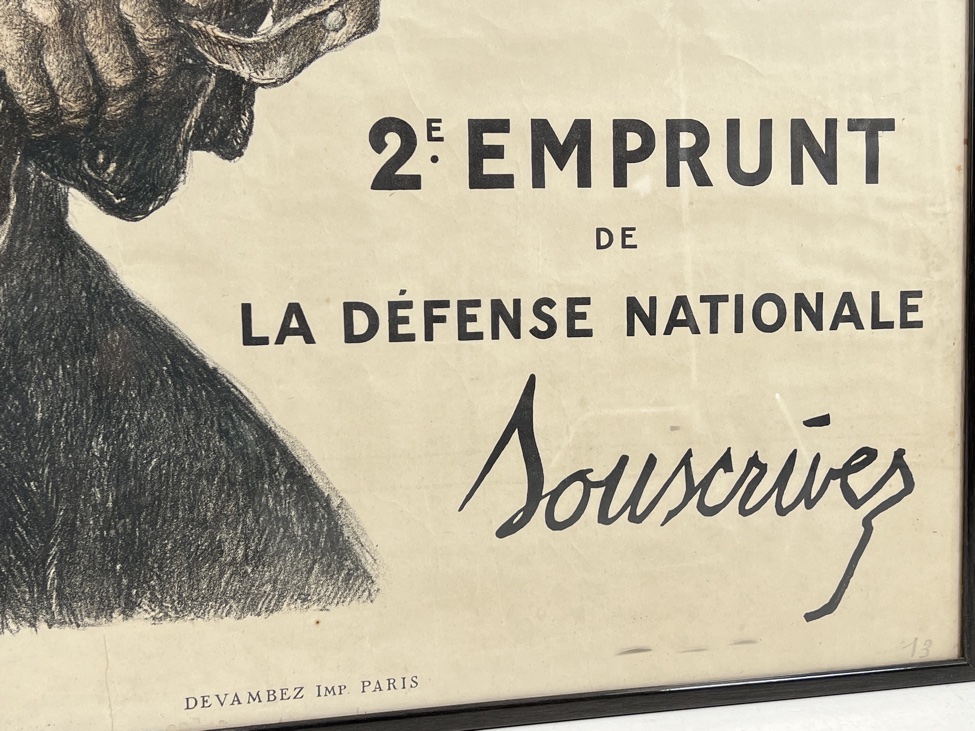 2E. EMPRUNT
DE
LA DÉFENSE NATIONALE
Souscrivez
DEVAMBEZ IMP. PARIS
13